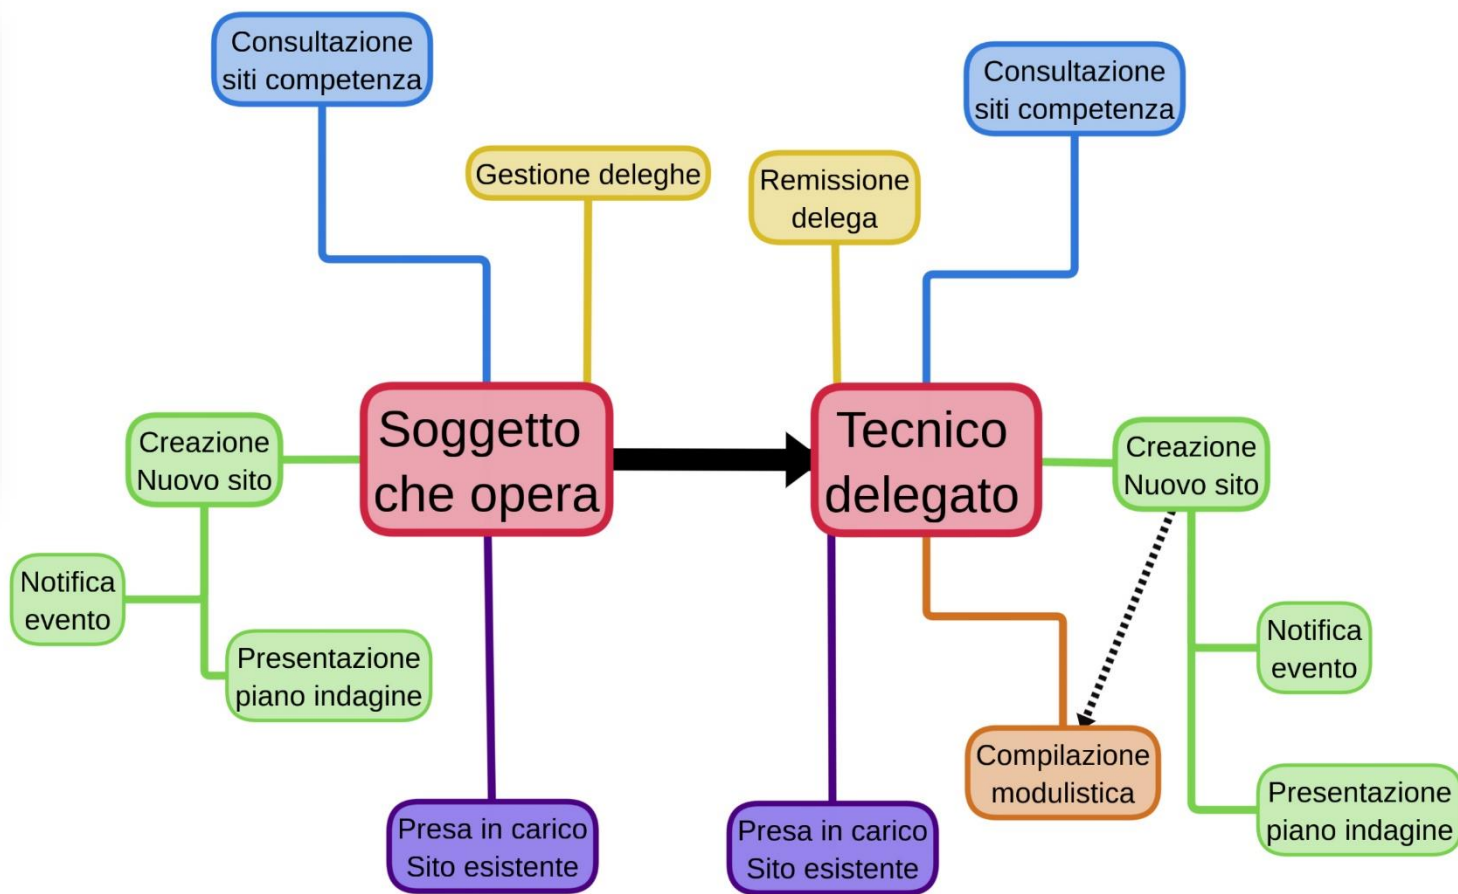 Consultazione
siti competenza
Consultazione
siti competenza
Gestione deleghe
Remissione
delega
Soggetto
che opera
Tecnico
delegato
Creazione
Nuovo sito
Creazione
Nuovo sito
Notifica
evento
Presentazione
piano indagine
Notifica
evento
Compilazione
modulistica
Presentazione
piano indagine
Presa in carico
Sito esistente
Presa in carico
Sito esistente